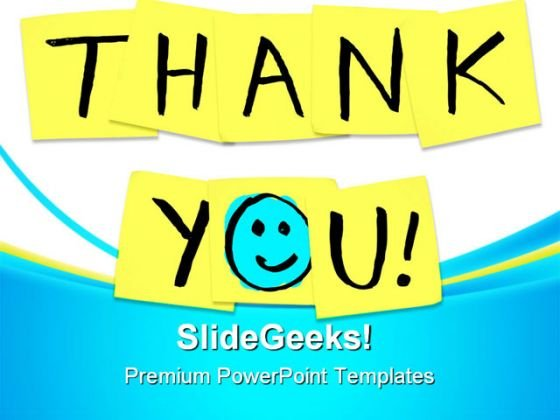 THANK
YOU!
SlideGeeks!
Premium PowerPoint Templates